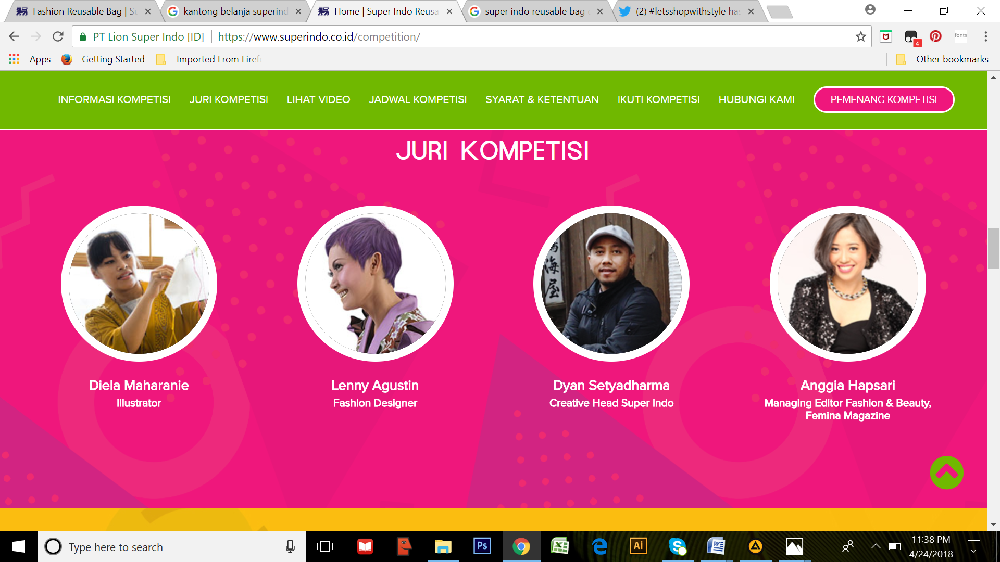 Fashion Reusable Bag | Su
kantong belanja superind
Home | Super Indo Reusa
super indo reusable bag
(2) #letsshopwithstyle has
PT Lion Super Indo [ID]
https://www.superindo.co.id/competition/
fonts
4
Apps
Getting Started
Imported From Firefo
Other bookmarks
INFORMASI KOMPETISI
JURI KOMPETISI
LIHAT VIDEO
JADWAL KOMPETISI
SYARAT & KETENTUAN
IKUTI KOMPETISI
HUBUNGI KAMI
PEMENANG KOMPETISI
JURI KOMPETISI
海
屋
Diela Maharanie
Illustrator
Lenny Agustin
Fashion Designer
Dyan Setyadharma
Creative Head Super Indo
Anggia Hapsari
Managing Editor Fashion & Beauty,
Femina Magazine
Type here to search
Ps
Ai
11:38 PM
4/24/2018